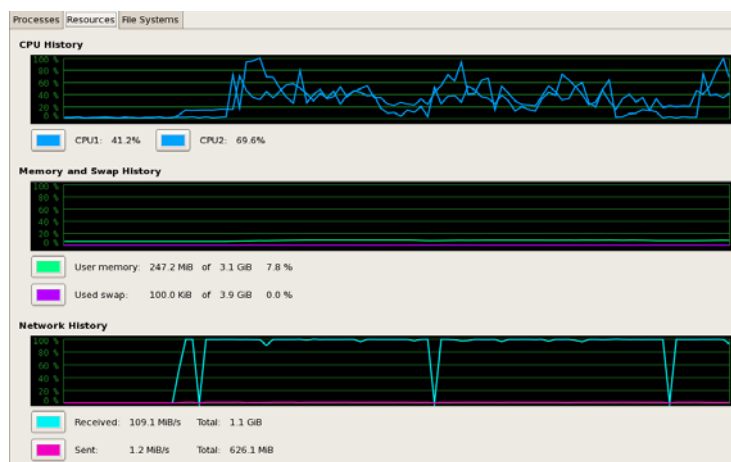 Processes Resources File Systems
CPU History
100 %
80 %
60 %
40 %
20 %
0 %
CPU1: 41.2% CPU2: 69.6%
Memory and Swap History
100 %
80 %
60 %
40 %
20 %
0 %
User memory: 247.2 MiB of 3.1 GiB 7.8 %
Used swap: 100.0 KiB of 3.9 GiB 0.0 %
Network History
100 %
80 %
60 %
40 %
20 %
0 %
Received: 109.1 MiB/s Total: 1.1 GiB
Sent: 1.2 MiB/s Total: 626.1 MiB